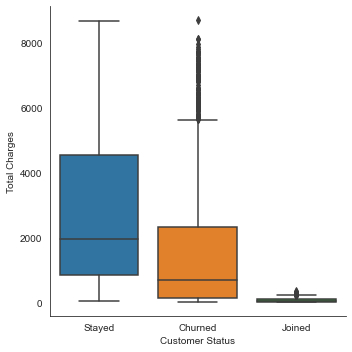 8000
6000
4000
2000
0
Total Charges
Stayed
Churned
Joined
Customer Status